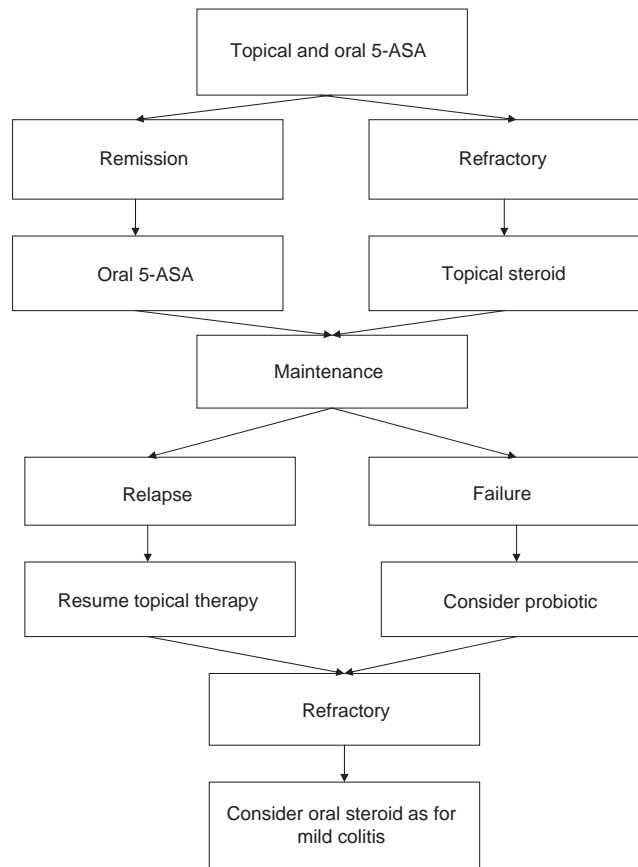 Topical and oral 5-ASA
Remission
Refractory
Oral 5-ASA
Topical steroid
Maintenance
Relapse
Failure
Resume topical therapy
Consider probiotic
Refractory
Consider oral steroid as for
mild colitis